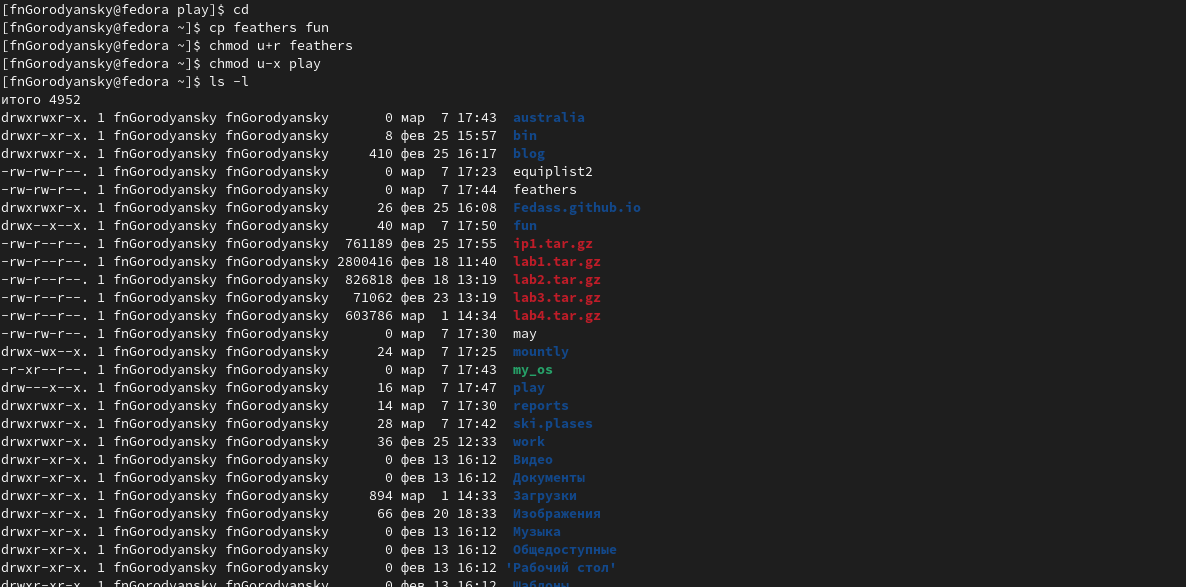 [fnGorodyansky@fedora play]$ cd
[fnGorodyansky@fedora ~]$ cp feathers fun
[fnGorodyansky@fedora ~]$ chmod u+r feathers
[fnGorodyansky@fedora ~]$ chmod u-x play
[fnGorodyansky@fedora ~]$ ls -l
итого 4952
drwxrwxr-x. 1 fnGorodyansky fnGorodyansky       0 мар  7 17:43  australia
drwxr-xr-x. 1 fnGorodyansky fnGorodyansky       8 фев 25 15:57  bin
drwxrwxr-x. 1 fnGorodyansky fnGorodyansky     410 фев 25 16:17  blog
-rw-rw-r--. 1 fnGorodyansky fnGorodyansky       0 мар  7 17:23  equiplist2
-rw-rw-r--. 1 fnGorodyansky fnGorodyansky       0 мар  7 17:44  feathers
drwxrwxr-x. 1 fnGorodyansky fnGorodyansky      26 фев 25 16:08  Fedass.github.io
drwx--x--x. 1 fnGorodyansky fnGorodyansky      40 мар  7 17:50  fun
-rw-r--r--. 1 fnGorodyansky fnGorodyansky  761189 фев 25 17:55  ip1.tar.gz
-rw-r--r--. 1 fnGorodyansky fnGorodyansky 2800416 фев 18 11:40  lab1.tar.gz
-rw-r--r--. 1 fnGorodyansky fnGorodyansky  826818 фев 18 13:19  lab2.tar.gz
-rw-r--r--. 1 fnGorodyansky fnGorodyansky   71062 фев 23 13:19  lab3.tar.gz
-rw-r--r--. 1 fnGorodyansky fnGorodyansky  603786 мар  1 14:34  lab4.tar.gz
-rw-rw-r--. 1 fnGorodyansky fnGorodyansky       0 мар  7 17:30  may
drwx-wx--x. 1 fnGorodyansky fnGorodyansky      24 мар  7 17:25  mountly
-r-xr--r--. 1 fnGorodyansky fnGorodyansky       0 мар  7 17:43  my_os
drw---x--x. 1 fnGorodyansky fnGorodyansky      16 мар  7 17:47  play
drwxrwxr-x. 1 fnGorodyansky fnGorodyansky      14 мар  7 17:30  reports
drwxrwxr-x. 1 fnGorodyansky fnGorodyansky      28 мар  7 17:42  ski.plases
drwxrwxr-x. 1 fnGorodyansky fnGorodyansky      36 фев 25 12:33  work
drwxr-xr-x. 1 fnGorodyansky fnGorodyansky       0 фев 13 16:12  Видео
drwxr-xr-x. 1 fnGorodyansky fnGorodyansky       0 фев 13 16:12  Документы
drwxr-xr-x. 1 fnGorodyansky fnGorodyansky     894 мар  1 14:33  Загрузки
drwxr-xr-x. 1 fnGorodyansky fnGorodyansky      66 фев 20 18:33  Изображения
drwxr-xr-x. 1 fnGorodyansky fnGorodyansky       0 фев 13 16:12  Музыка
drwxr-xr-x. 1 fnGorodyansky fnGorodyansky       0 фев 13 16:12  Общедоступные
drwxr-xr-x. 1 fnGorodyansky fnGorodyansky       0 фев 13 16:12 'Рабочий стол'
drwxr-xr-x. 1 fnGorodyansky fnGorodyansky       0 фев 13 16:12  Шаблоны